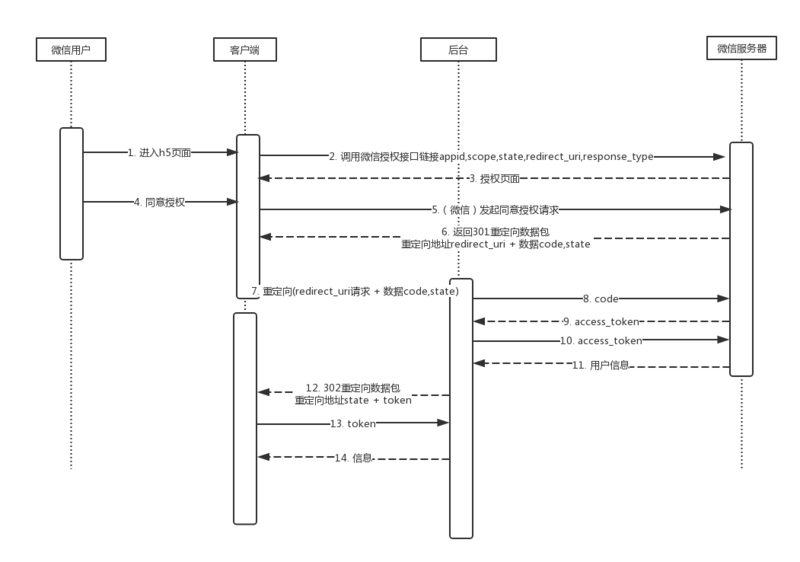 微信用户
客户端
后台
微信服务器
1. 进入h5页面
2. 调用微信授权接口链接appid,scope,state,redirect_uri,response_type
3. 授权页面
4. 同意授权
5.（微信）发起同意授权请求
6. 返回301重定向数据包
重定向地址redirect_uri + 数据code,state
7. 重定向(redirect_uri请求 + 数据code,state)
8. code
9. access_token
10. access_token
11. 用户信息
12. 302重定向数据包
重定向地址state + token
13. token
14. 信息